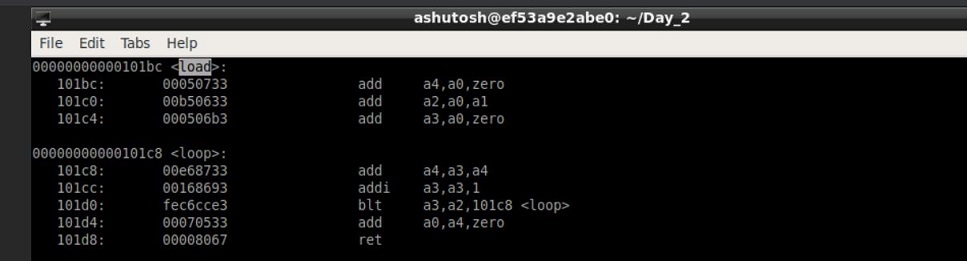 ashutosh@ef53a9e2abe0: ~/Day_2
File Edit Tabs Help
00000000000101bc <load>:
101bc: 00050733 add a4,a0,zero
101c0: 00b50633 add a2,a0,a1
101c4: 000506b3 add a3,a0,zero
00000000000101c8 <loop>:
101c8: 00e68733 add a4,a3,a4
101cc: 00168693 addi a3,a3,1
101d0: fec6cce3 blt a3,a2,101c8 <loop>
101d4: 00070533 add a0,a4,zero
101d8: 00008067 ret